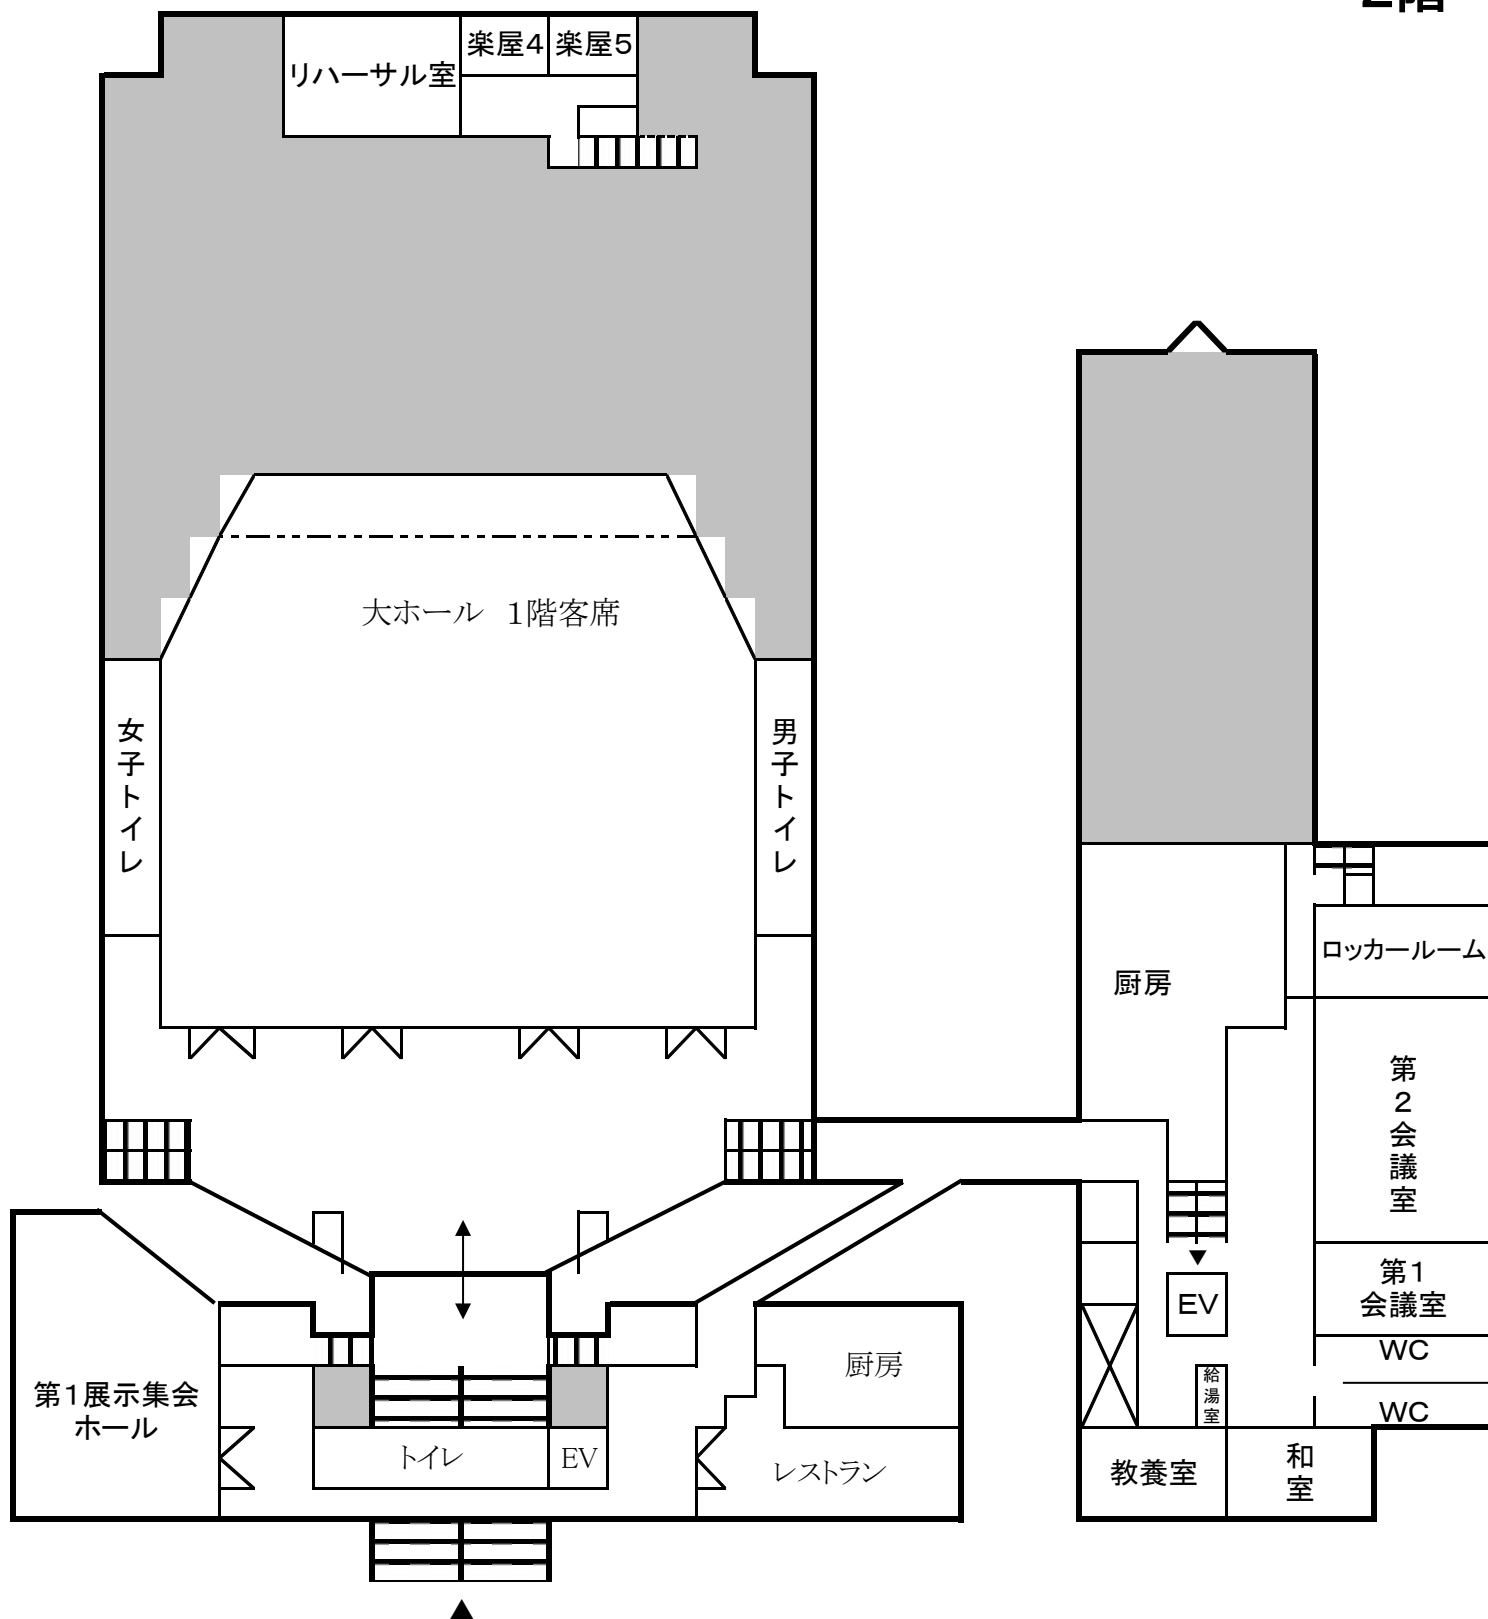 2階
楽屋4
楽屋5
リハーサル室
大ホール　1階客席
女子トイレ
男子トイレ
厨房
ロッカールーム
第2会議室
第1
会議室
EV
WC
給湯室
WC
教養室
和室
厨房
第1展示集会
ホール
トイレ
EV
レストラン